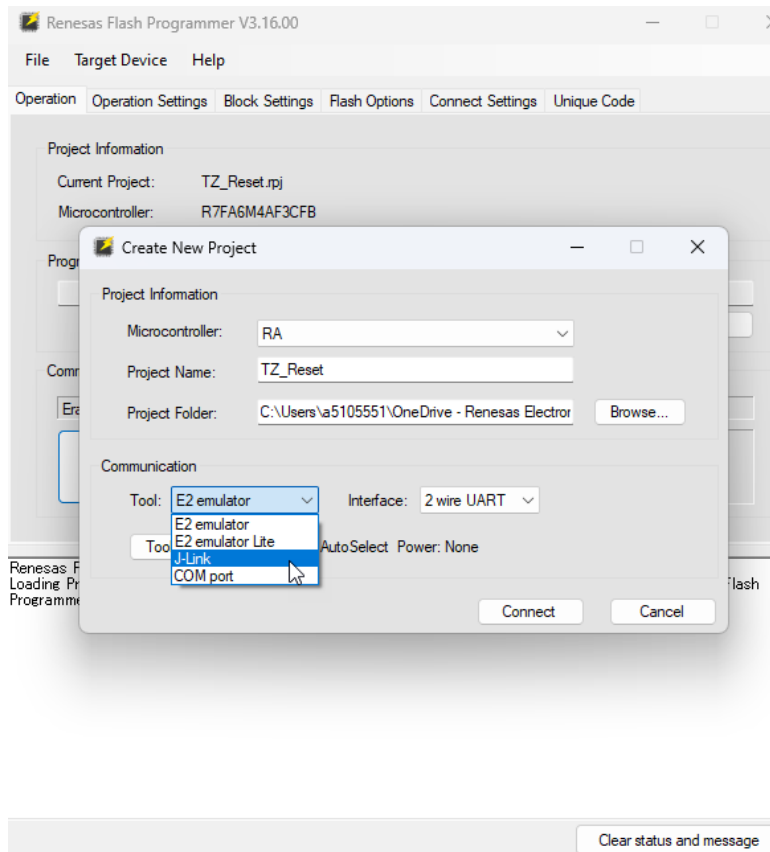 Renesas Flash Programmer V3.16.00
File Target Device Help
Operation Operation Settings Block Settings Flash Options Connect Settings Unique Code
Project Information
Current Project: TZ_Reset.rpj
Microcontroller: R7FA6M4AF3CFB
Progr
Create New Project
Project Information
Microcontroller: RA
Project Name: TZ_Reset
Comm
Project Folder: C:\Users\a5105551\OneDrive - Renesas Electror Browse...
Era
Communication
Tool: E2 emulator Interface: 2 wire UART
E2 emulator
E2 emulator Lite
Too AutoSelect Power: None
J-Link
COM port
Renesas F
Loading Pr Flash
Programme
Connect Cancel
Clear status and message